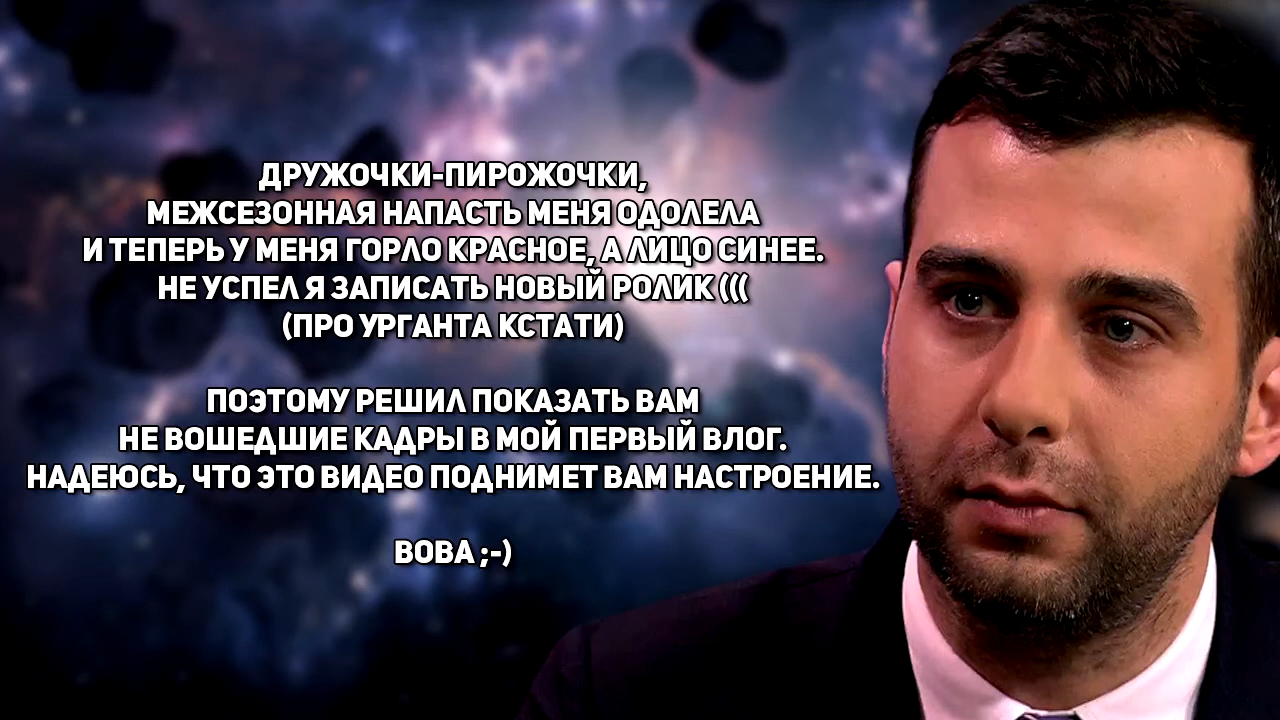 ДРУЖОЧКИ-ПИРОЖОЧКИ,
МЕЖСЕЗОННАЯ НАПАСТЬ МЕНЯ ОДОЛЕЛА
И ТЕПЕРЬ У МЕНЯ ГОРЛО КРАСНОЕ, А ЛИЦО СИНЕЕ.
НЕ УСПЕЛ Я ЗАПИСАТЬ НОВЫЙ РОЛИК (((
(ПРО УРГАНТА КСТАТИ)
ПОЭТОМУ РЕШИЛ ПОКАЗАТЬ ВАМ
НЕ ВОШЕДШИЕ КАДРЫ В МОЙ ПЕРВЫЙ ВЛОГ.
НАДЕЮСЬ, ЧТО ЭТО ВИДЕО ПОДНИМЕТ ВАМ НАСТРОЕНИЕ.
ВОВА ;-)